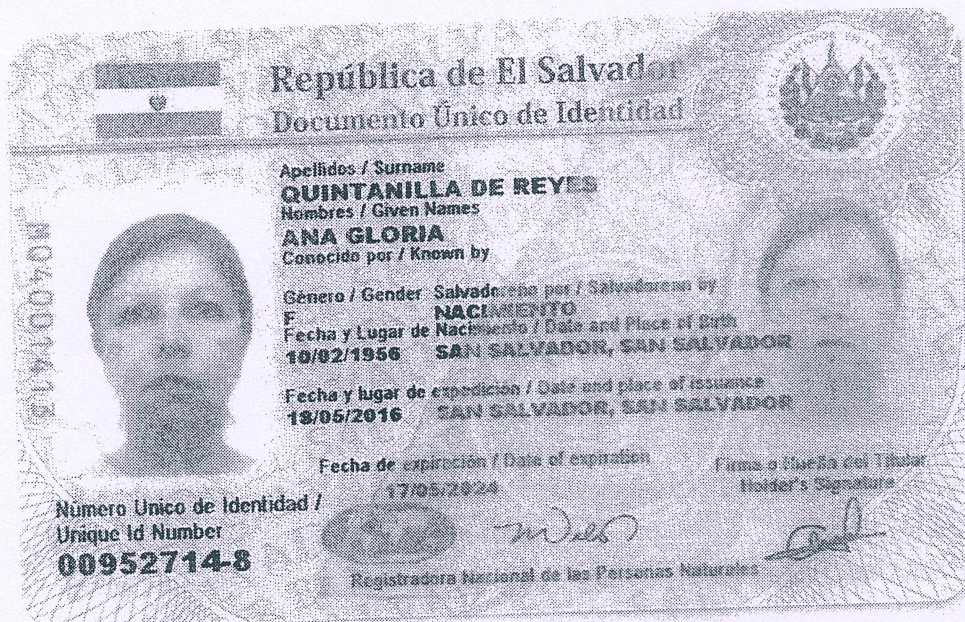 República de El Salvador
Documento Único de Identidad
Apellidos / Surname
QUINTANILLA DE REYES
Nombres / Given Names
ANA GLORIA
Conocido por / Known by
Género / Gender Salvadoreño por / Salvadorean by
F NACIMIENTO
Fecha y Lugar de Nacimiento / Date and Place of Birth
10/02/1956 SAN SALVADOR, SAN SALVADOR
Fecha y lugar de expedición / Date and place of issuance
18/05/2016 SAN SALVADOR, SAN SALVADOR
Fecha de expiración / Date of expiration
17/05/2024
Firma o Huella del Titular
Holder's Signature
Número Unico de Identidad /
Unique Id Number
00952714-8
Registradora Nacional de las Personas Naturales